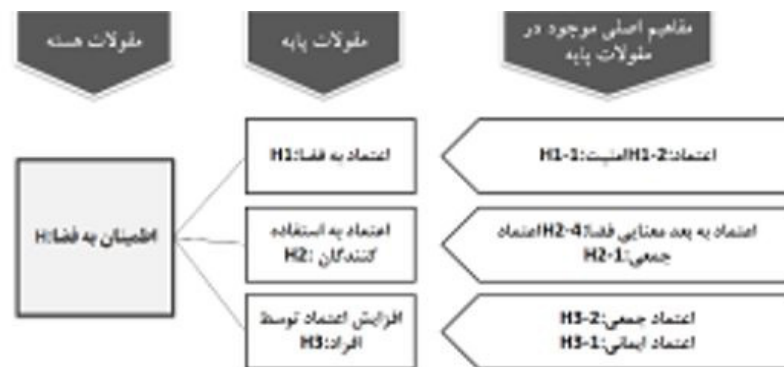 مفاهیم اصلی موجود در
مقولات پایه
مقولات پایه
مقولات هسته
اعتماد:H1-2امنیت:H1-1
اعتماد به فضا:H1
اطمینان به فضا:H
اعتماد به بعد معنایی فضا:H2-4اعتماد
جمعی:H2-1
اعتماد به استفاده
کنندگان :H2
اعتماد جمعی:H3-2
اعتماد ایمانی:H3-1
افزایش اعتماد توسط
افراد:H3